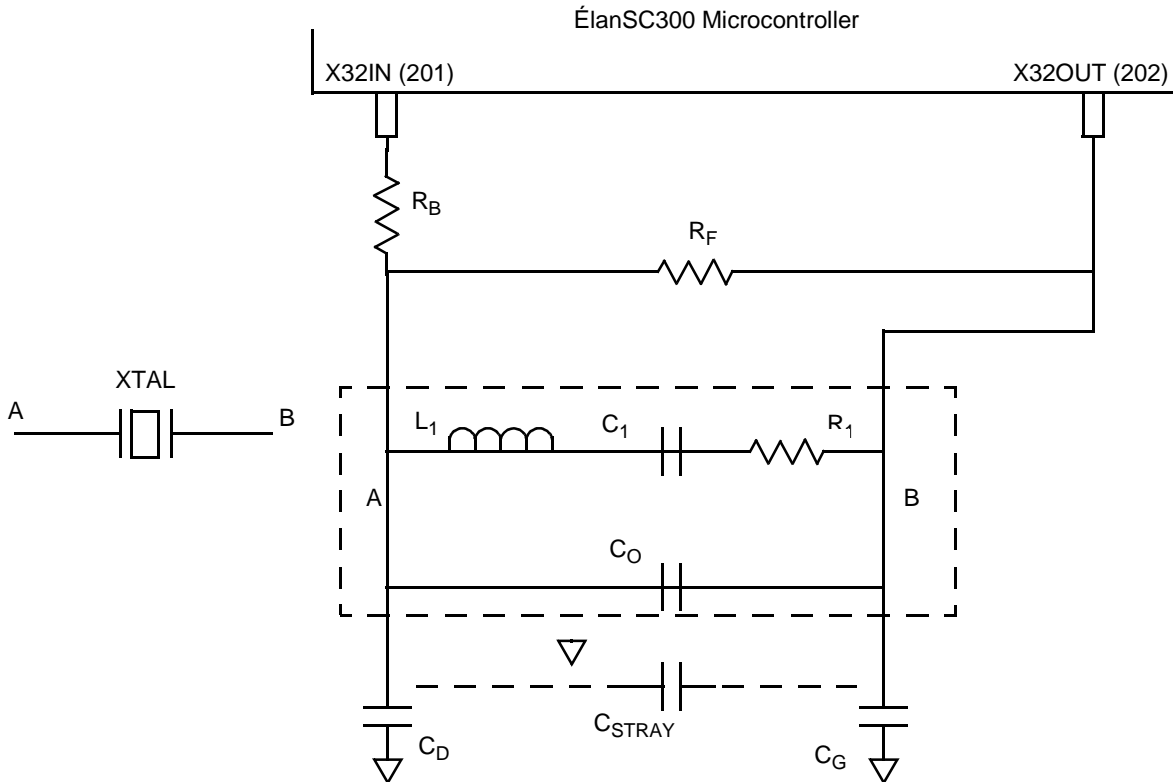 ÉlanSC300 Microcontroller
X32IN (201)
X32OUT (202)
RB
RF
XTAL
A
B
L1
C1
R1
A
B
CO
CSTRAY
CD
CG